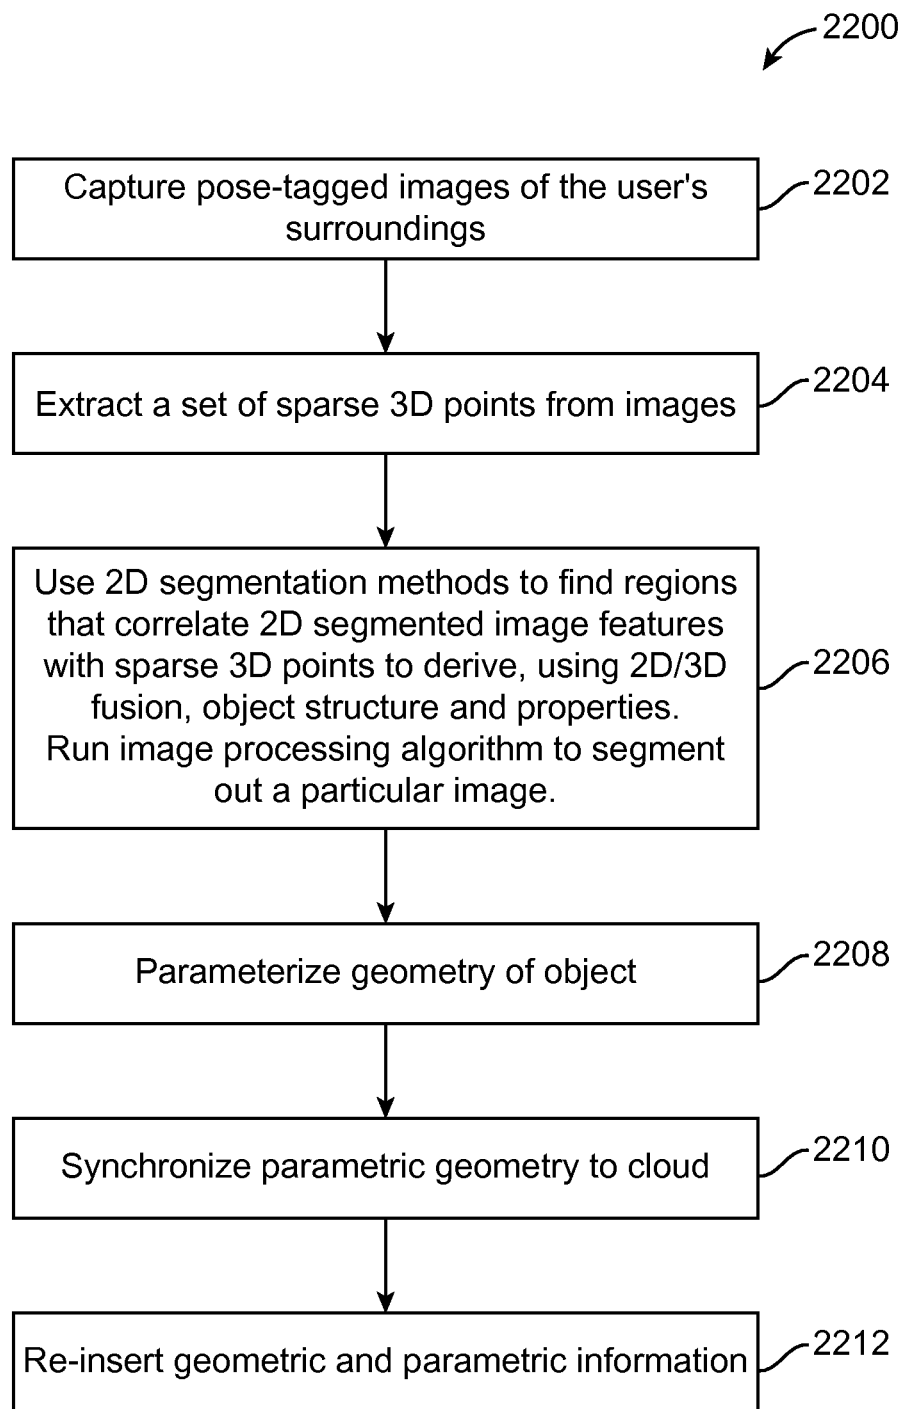 2200
Capture pose-tagged images of the user's
surroundings
2202
Extract a set of sparse 3D points from images
2204
Use 2D segmentation methods to find regions
that correlate 2D segmented image features
with sparse 3D points to derive, using 2D/3D
fusion, object structure and properties.
Run image processing algorithm to segment
out a particular image.
2206
Parameterize geometry of object
2208
Synchronize parametric geometry to cloud
2210
Re-insert geometric and parametric information
2212